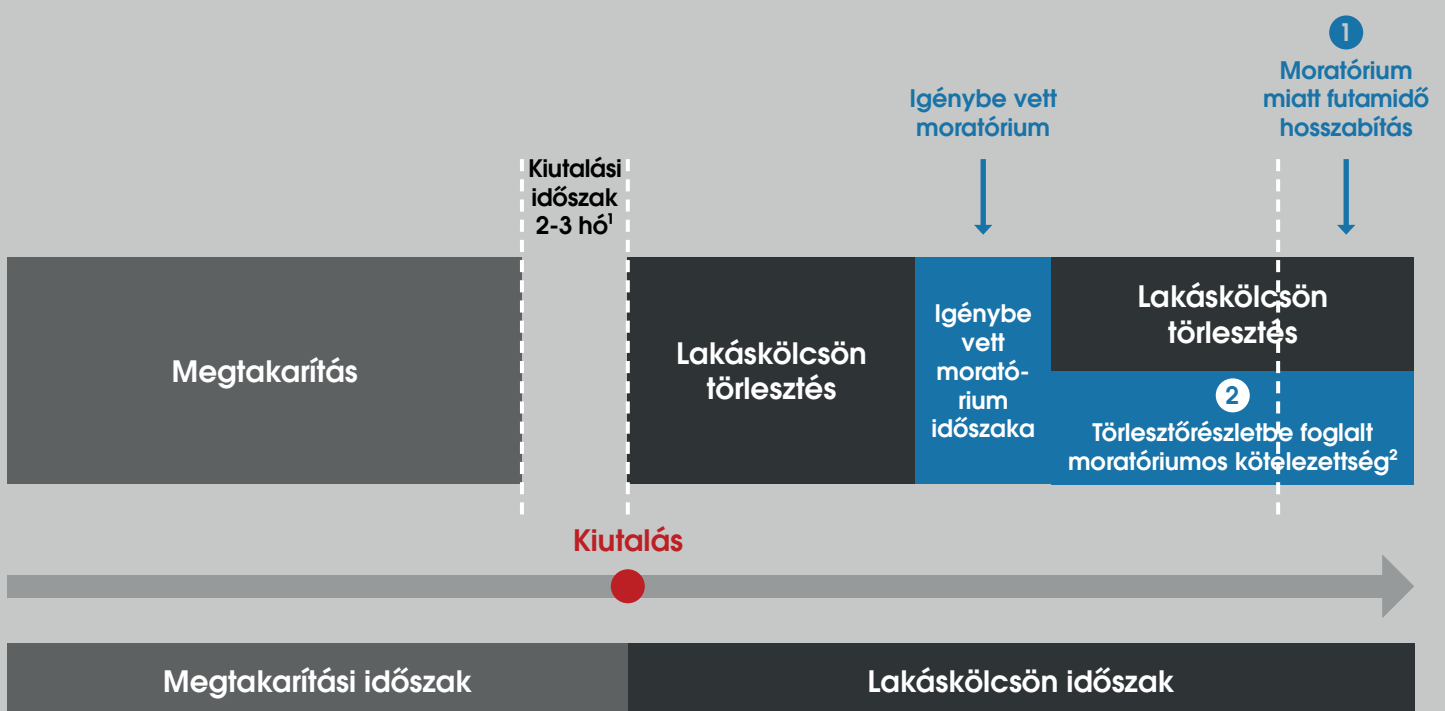 1
Moratórium
miatt futamidő
hosszabítás
Igénybe vett
moratórium
Kiutalási
időszak
2-3 hó¹
Megtakarítás
Lakáskölcsön
törlesztés
Igénybe
vett
morató-
rium
időszaka
Lakáskölcsön
törlesztés
2
Törlesztőrészletbe foglalt
moratóriumos kötelezettség²
Kiutalás
Megtakarítási időszak
Lakáskölcsön időszak